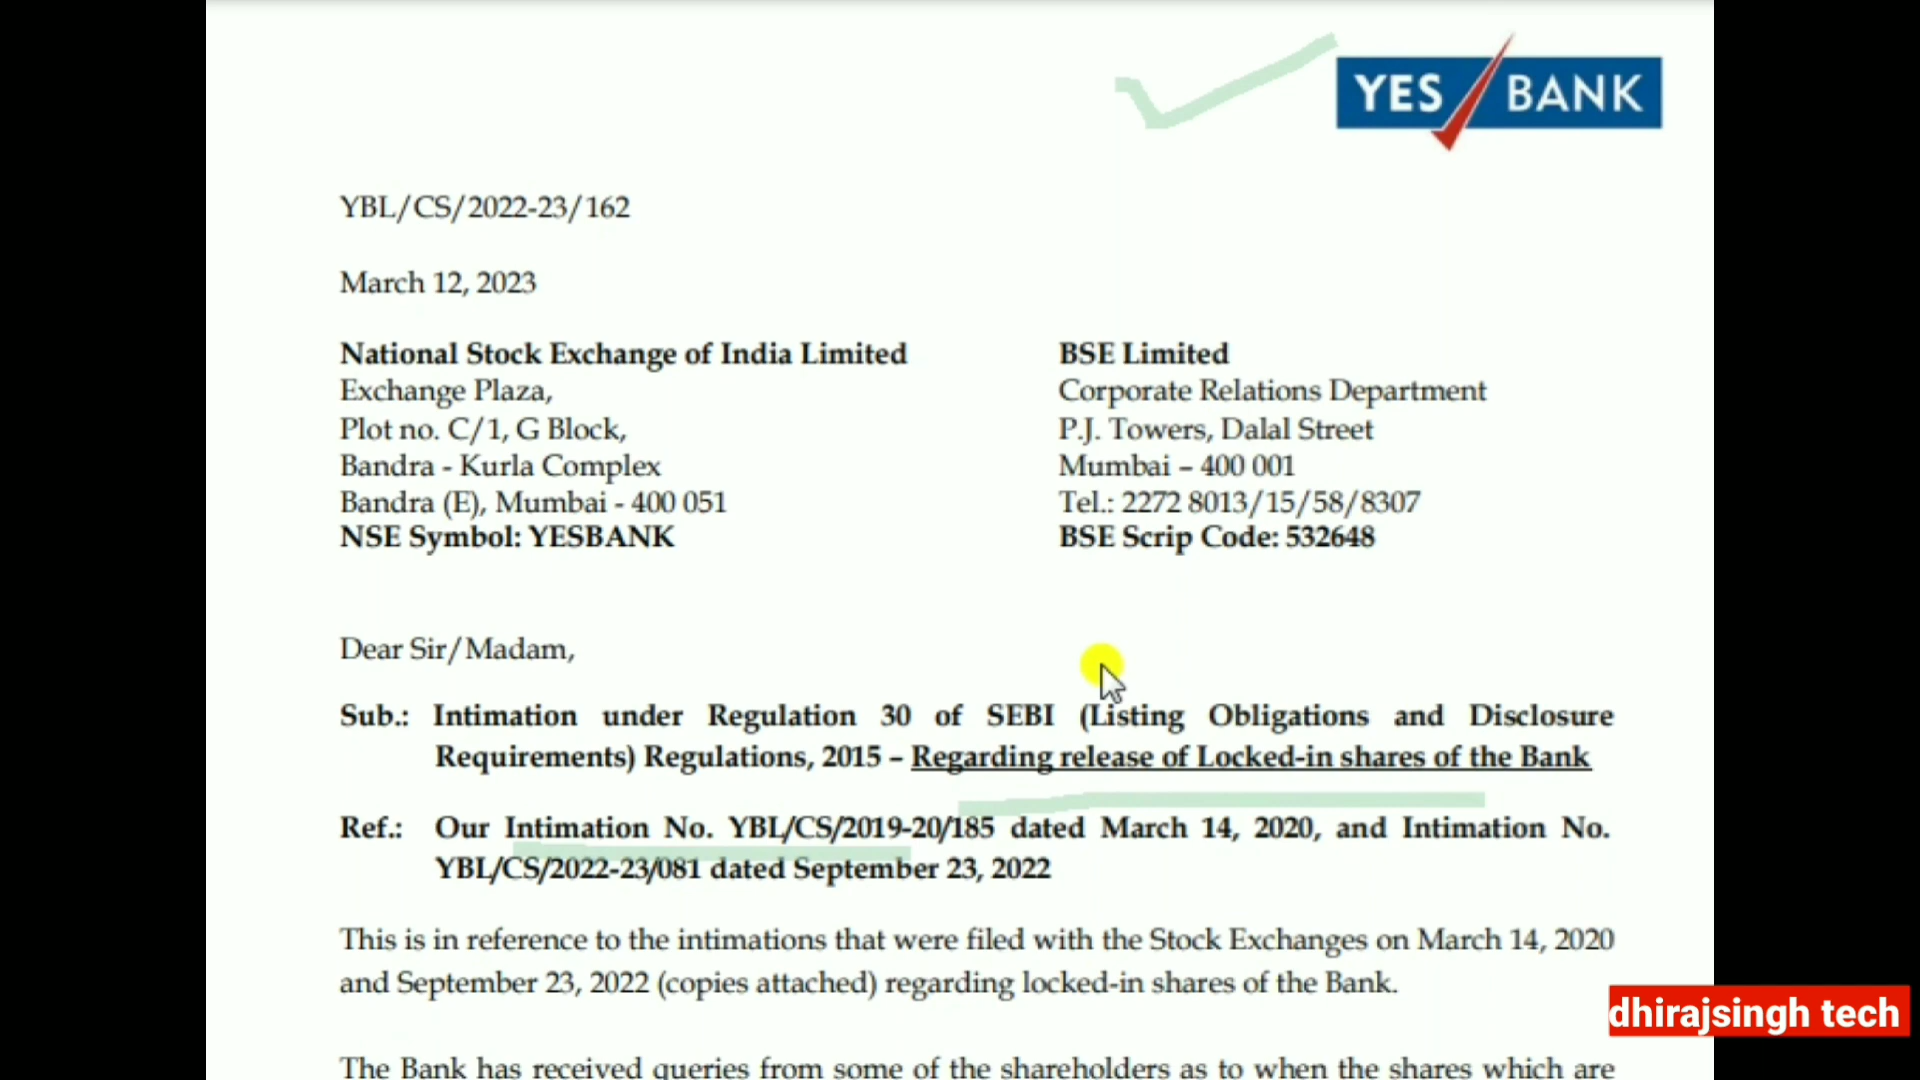 YES BANK
YBL/CS/2022-23/162
March 12, 2023
National Stock Exchange of India Limited
Exchange Plaza,
Plot no. C/1, G Block,
Bandra - Kurla Complex
Bandra (E), Mumbai - 400 051
NSE Symbol: YESBANK
BSE Limited
Corporate Relations Department
P.J. Towers, Dalal Street
Mumbai – 400 001
Tel.: 2272 8013/15/58/8307
BSE Scrip Code: 532648
Dear Sir/Madam,
Sub.: Intimation under Regulation 30 of SEBI (Listing Obligations and Disclosure
Requirements) Regulations, 2015 – Regarding release of Locked-in shares of the Bank
Ref.: Our Intimation No. YBL/CS/2019-20/185 dated March 14, 2020, and Intimation No.
YBL/CS/2022-23/081 dated September 23, 2022
This is in reference to the intimations that were filed with the Stock Exchanges on March 14, 2020
and September 23, 2022 (copies attached) regarding locked-in shares of the Bank.
The Bank has received queries from some of the shareholders as to when the shares which are
dhirajsingh tech